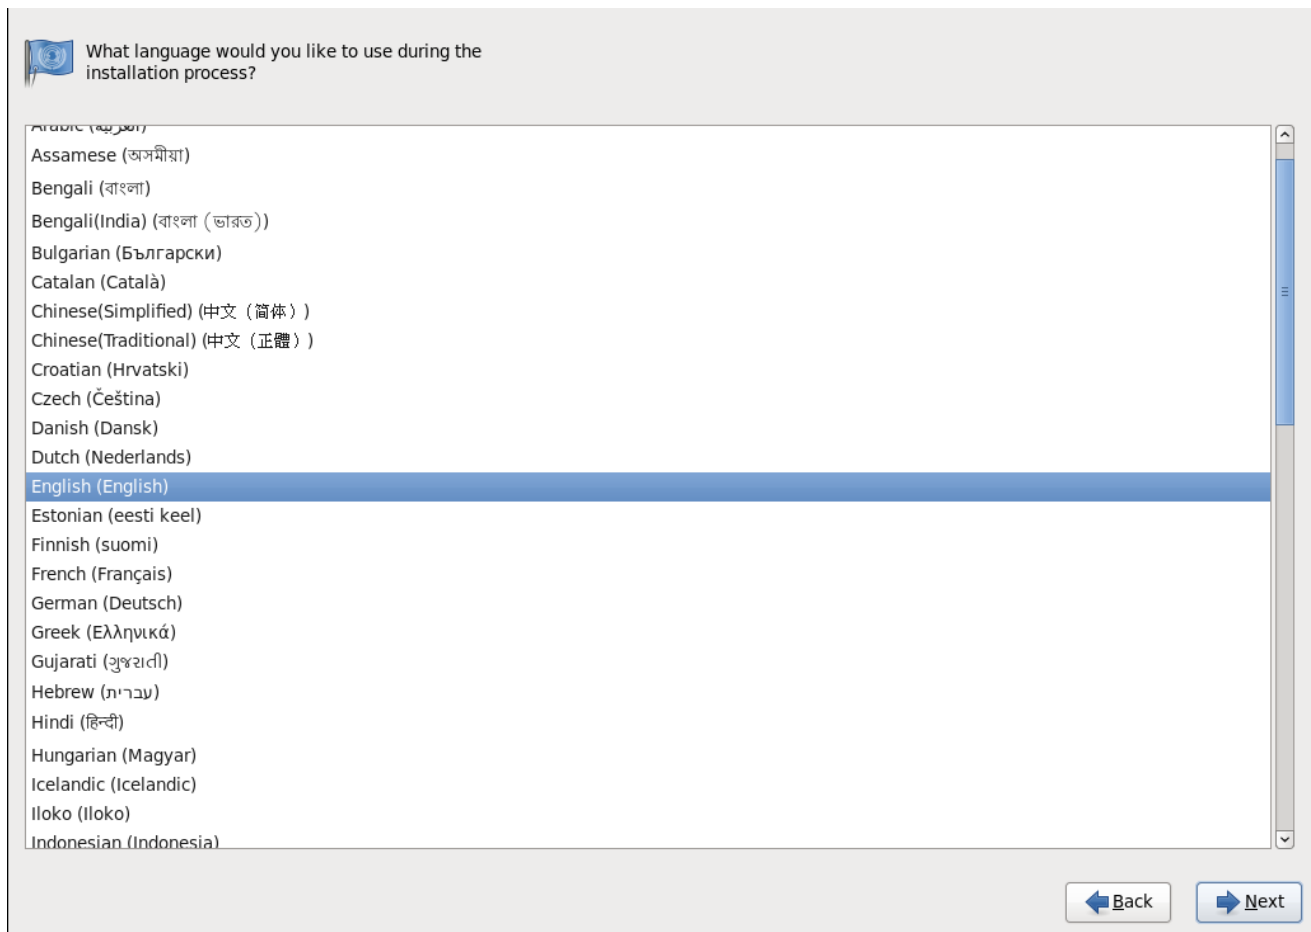 What language would you like to use during the
installation process?
Arabic (العربية)
Assamese (অসমীয়া)
Bengali (বাংলা)
Bengali(India) (বাংলা (ভারত))
Bulgarian (Български)
Catalan (Català)
Chinese(Simplified) (中文（简体）)
Chinese(Traditional) (中文（正體）)
Croatian (Hrvatski)
Czech (Čeština)
Danish (Dansk)
Dutch (Nederlands)
English (English)
Estonian (eesti keel)
Finnish (suomi)
French (Français)
German (Deutsch)
Greek (Ελληνικά)
Gujarati (ગુજરાતી)
Hebrew (עברית)
Hindi (हिन्दी)
Hungarian (Magyar)
Icelandic (Icelandic)
Iloko (Iloko)
Indonesian (Indonesia)
Back
Next